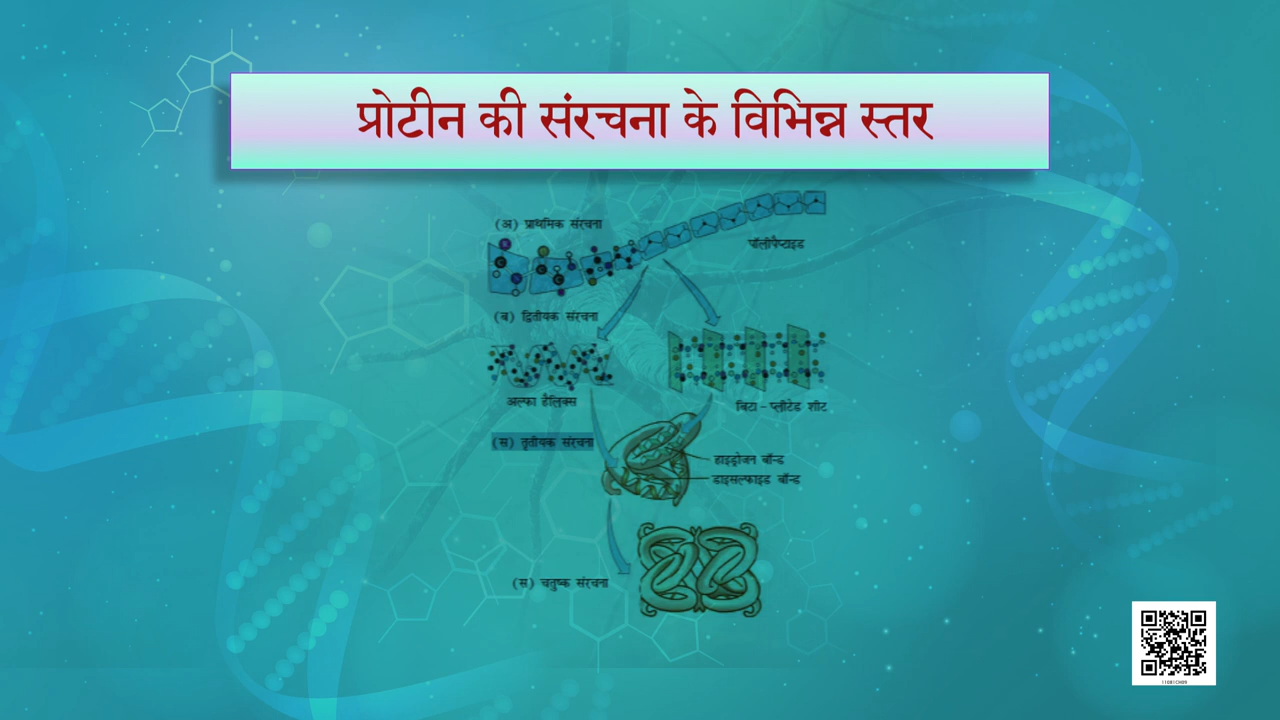 प्रोटीन की संरचना के विभिन्न स्तर
(अ) प्राथमिक संरचना
पॉलीपैप्टाइड
(ब) द्वितीयक संरचना
अल्फा हैलिक्स
बिटा - प्लीटेड शीट
(स) तृतीयक संरचना
हाइड्रोजन बॉन्ड
डाइसल्फाइड बॉन्ड
(स) चतुष्क संरचना